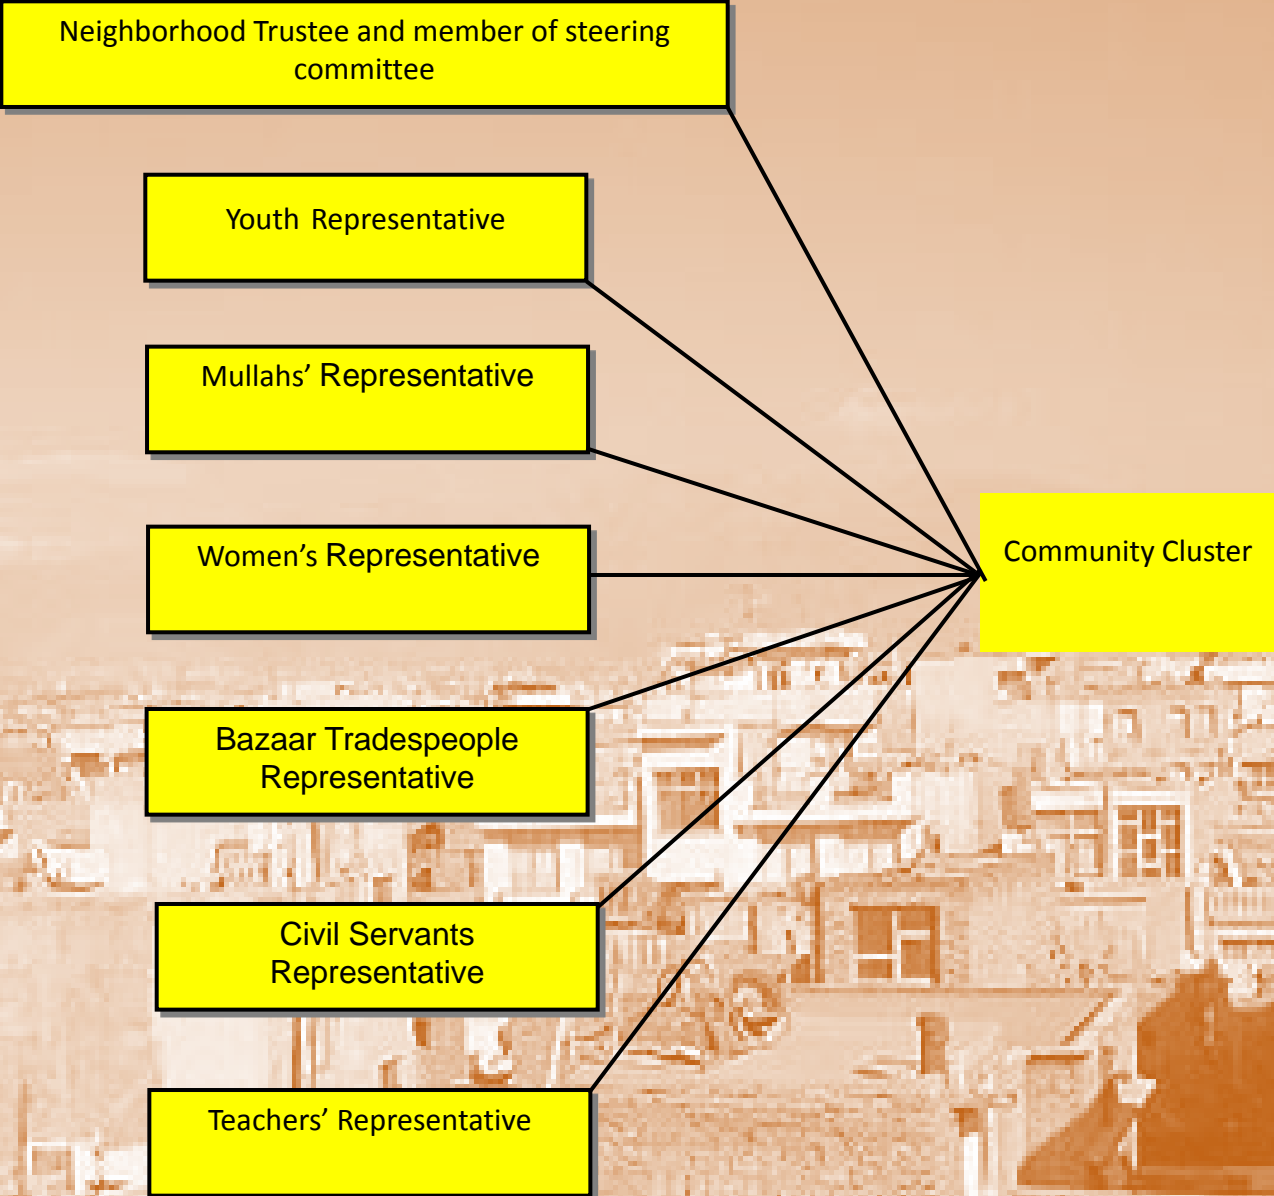 Neighborhood Trustee and member of steering
committee
Youth Representative
Mullahs’ Representative
Women’s Representative
Community Cluster
Bazaar Tradespeople
Representative
Civil Servants
Representative
Teachers’ Representative